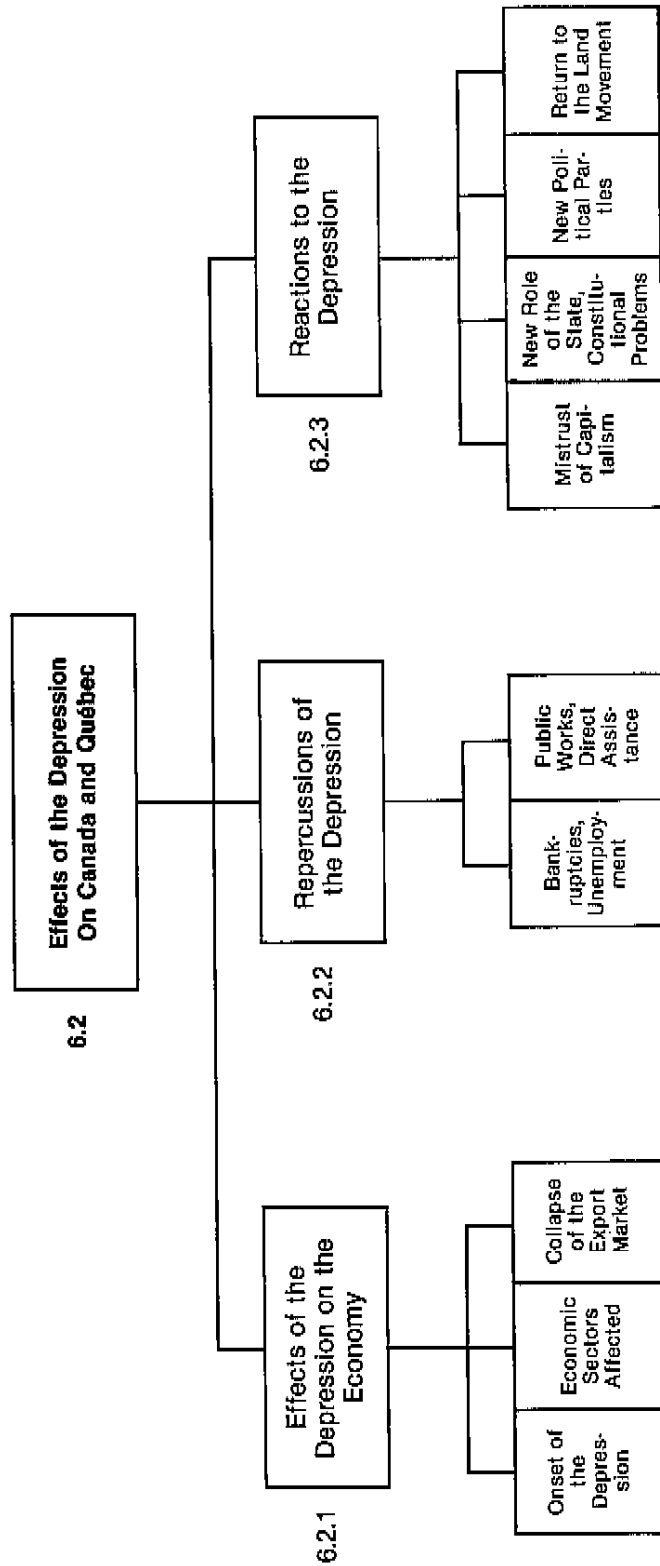 6.2
Effects of the Depression
On Canada and Québec
6.2.1
Effects of the
Depression on the
Economy
Onset of
the
Depres-
sion
Economic
Sectors
Affected
Collapse
of the
Export
Market
6.2.2
Repercussions of
the Depression
Bank-
ruptcies,
Unemploy-
ment
Public
Works,
Direct
Assis-
tance
6.2.3
Reactions to the
Depression
Mistrust
of Capi-
talism
New Role
of the
State,
Constitu-
tional
Problems
New Poli-
tical Par-
ties
Return to
the Land
Movement